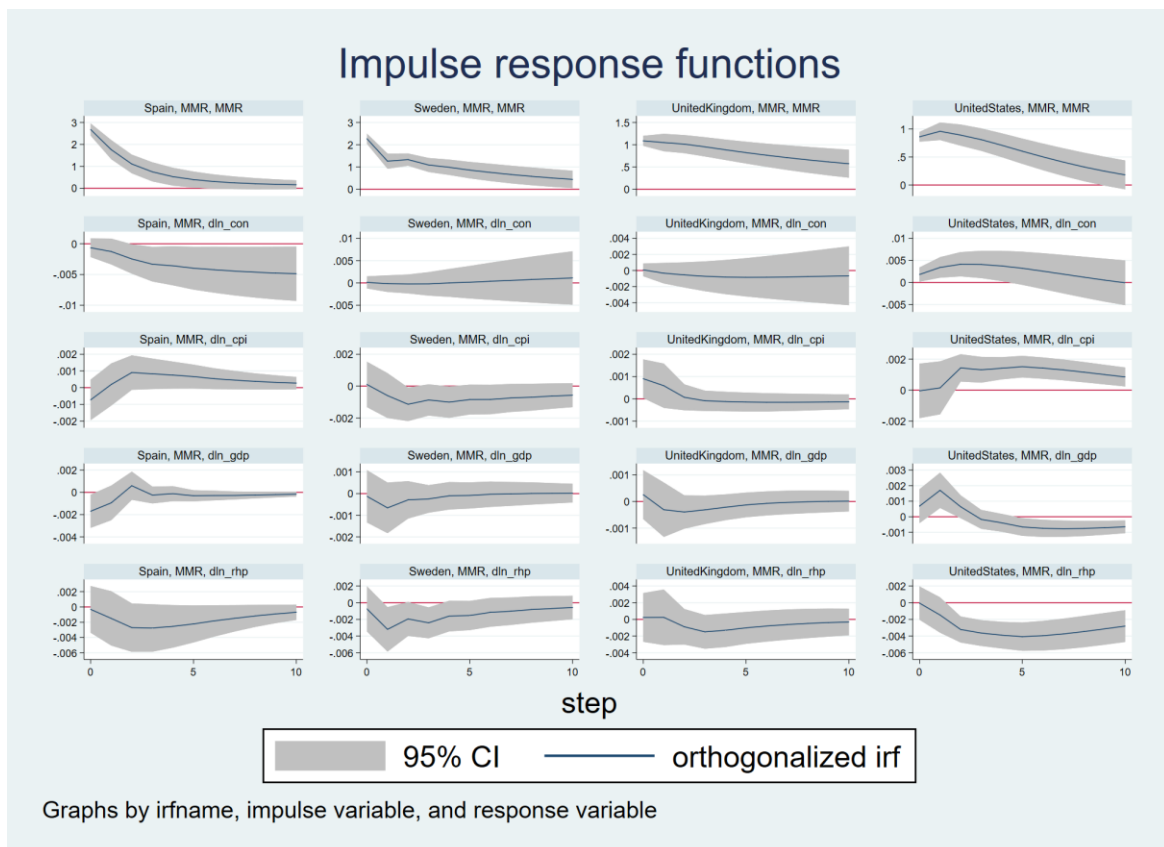 Impulse response functions
Spain, MMR, MMR
Sweden, MMR, MMR
UnitedKingdom, MMR, MMR
UnitedStates, MMR, MMR
3
2
1
0
3
2
1
0
1.5
1
.5
0
1
.5
0
Spain, MMR, dln_con
Sweden, MMR, dln_con
UnitedKingdom, MMR, dln_con
UnitedStates, MMR, dln_con
0
-.005
-.01
.01
.005
0
-.005
.004
.002
0
-.002
-.004
.01
.005
0
-.005
Spain, MMR, dln_cpi
Sweden, MMR, dln_cpi
UnitedKingdom, MMR, dln_cpi
UnitedStates, MMR, dln_cpi
.002
.001
0
-.001
-.002
.002
0
-.002
.002
.001
0
-.001
.002
0
-.002
Spain, MMR, dln_gdp
Sweden, MMR, dln_gdp
UnitedKingdom, MMR, dln_gdp
UnitedStates, MMR, dln_gdp
.002
0
-.002
-.004
.001
0
-.001
-.002
.001
0
-.001
.003
.002
.001
0
-.001
Spain, MMR, dln_rhp
Sweden, MMR, dln_rhp
UnitedKingdom, MMR, dln_rhp
UnitedStates, MMR, dln_rhp
.004
.002
0
-.002
-.004
-.006
.002
0
-.002
-.004
-.006
.004
.002
0
-.002
-.004
.002
0
-.002
-.004
-.006
0 5 10
0 5 10
0 5 10
0 5 10
step
95% CI
orthogonalized irf
Graphs by irfname, impulse variable, and response variable